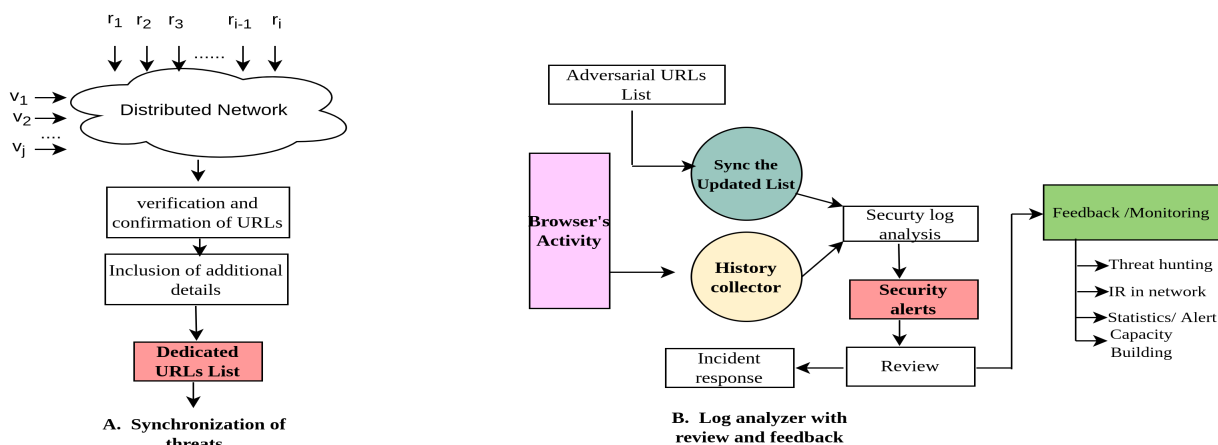 r1 r2 r3 ...... ri-1 ri
v1
v2
....
vj
Distributed Network
verification and
confirmation of URLs
Inclusion of additional
details
Dedicated
URLs List
A. Synchronization of
threats
Adversarial URLs
List
Browser's
Activity
Sync the
Updated List
History
collector
Securty log
analysis
Security
alerts
Review
Incident
response
Feedback /Monitoring
Threat hunting
IR in network
Statistics/ Alert
Capacity
Building
B. Log analyzer with
review and feedback